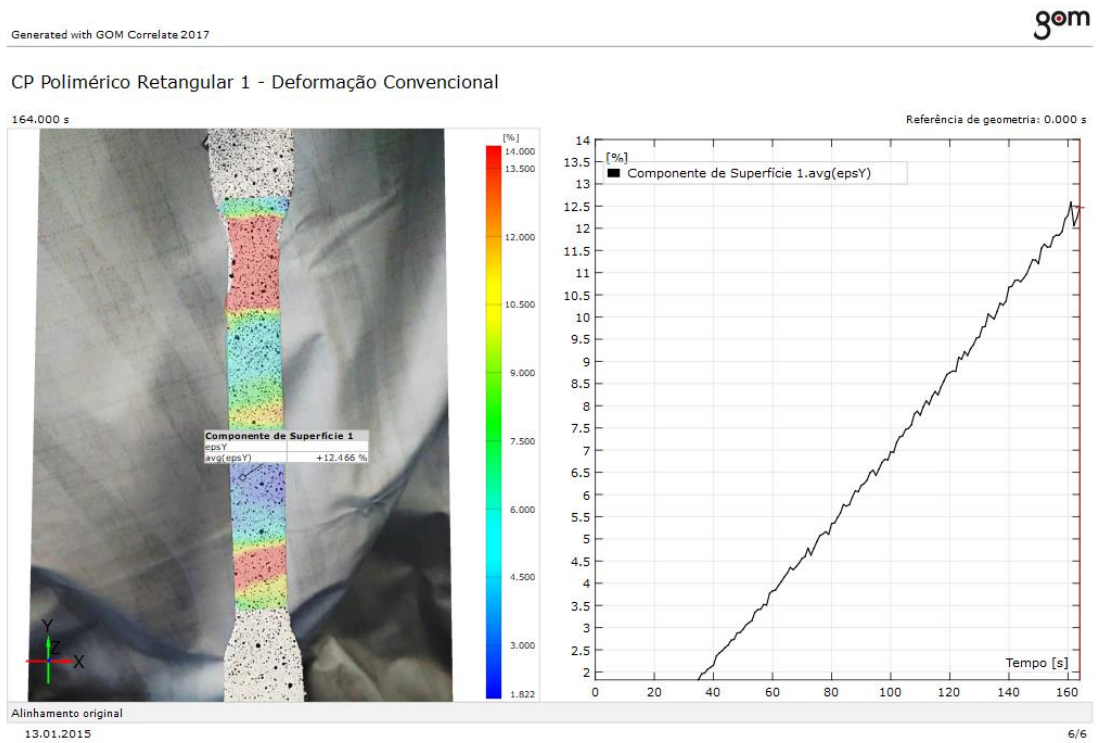 gom
Generated with GOM Correlate 2017
CP Polimérico Retangular 1 - Deformação Convencional
164.000 s
Referência de geometria: 0.000 s
[%]
14.000
13.500
12.000
10.500
9.000
7.500
6.000
4.500
3.000
1.822
Componente de Superfície 1
epsY
avg(epsY) +12.466 %
Y
Z
X
[%]
Componente de Superfície 1.avg(epsY)
14
13.5
13
12.5
12
11.5
11
10.5
10
9.5
9
8.5
8
7.5
7
6.5
6
5.5
5
4.5
4
3.5
3
2.5
2
Tempo [s]
0 20 40 60 80 100 120 140 160
Alinhamento original
13.01.2015
6/6